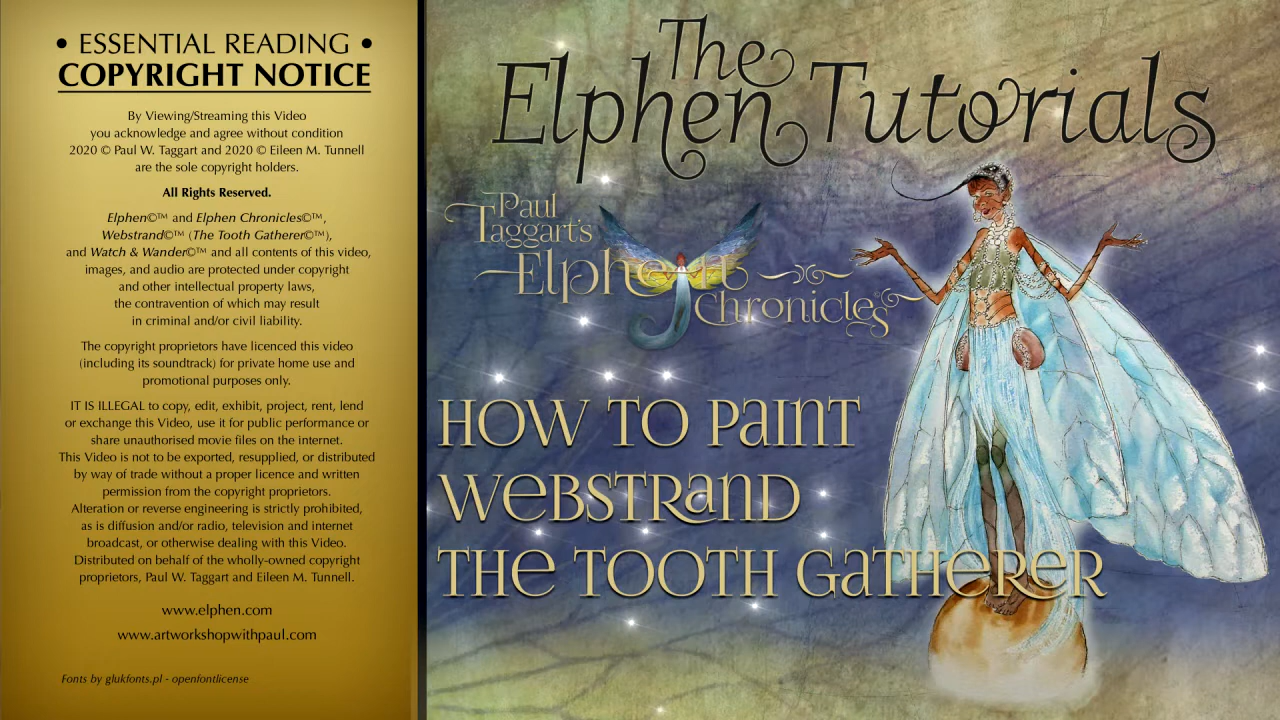 • ESSENTIAL READING •
COPYRIGHT NOTICE
By Viewing/Streaming this Video
you acknowledge and agree without condition
2020 © Paul W. Taggart and 2020 © Eileen M. Tunnell
are the sole copyright holders.
All Rights Reserved.
Elphen©™ and Elphen Chronicles©™,
Webstrand©™ (The Tooth Gatherer©™),
and Watch & Wander©™ and all contents of this video,
images, and audio are protected under copyright
and other intellectual property laws,
the contravention of which may result
in criminal and/or civil liability.
The copyright proprietors have licenced this video
(including its soundtrack) for private home use and
promotional purposes only.
IT IS ILLEGAL to copy, edit, exhibit, project, rent, lend
or exchange this Video, use it for public performance or
share unauthorised movie files on the internet.
This Video is not to be exported, resupplied, or distributed
by way of trade without a proper licence and written
permission from the copyright proprietors.
Alteration or reverse engineering is strictly prohibited,
as is diffusion and/or radio, television and internet
broadcast, or otherwise dealing with this Video.
Distributed on behalf of the wholly-owned copyright
proprietors, Paul W. Taggart and Eileen M. Tunnell.
www.elphen.com
www.artworkshopwithpaul.com
Fonts by glukfonts.pl - openfontlicense
The
Elphen Tutorials
Paul
Taggart's
Elphen
Chronicles©
HOW TO PAINT
WEBSTRAND
THE TOOTH GATHERER